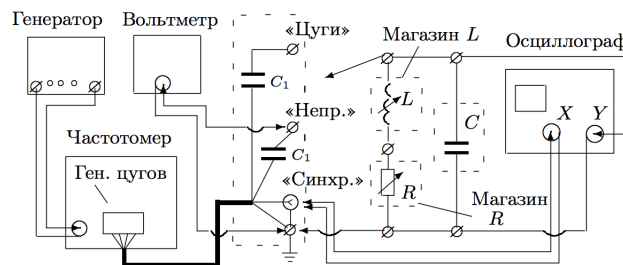 Генератор
Вольтметр
«Цуги»
Магазин L
Осциллограф
C₁
L
X
Y
«Непр.»
C
Частотомер
C₁
Ген. цугов
«Синхр.»
R
Магазин
R